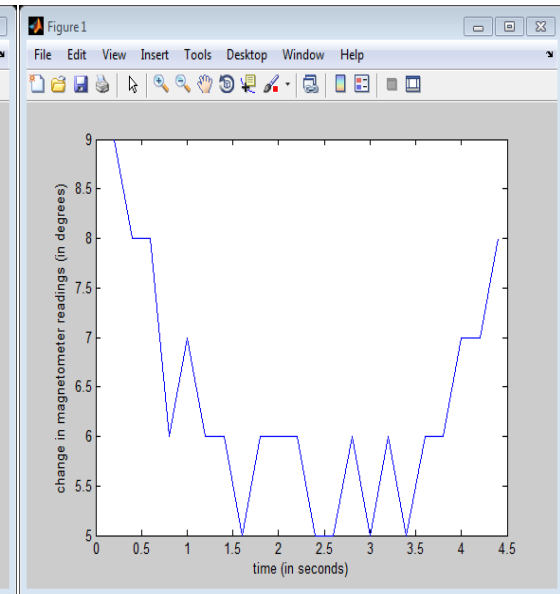 Figure 1
File Edit View Insert Tools Desktop Window Help
9
8.5
8
7.5
7
6.5
6
5.5
5
change in magnetometer readings (in degrees)
0 0.5 1 1.5 2 2.5 3 3.5 4 4.5
time (in seconds)